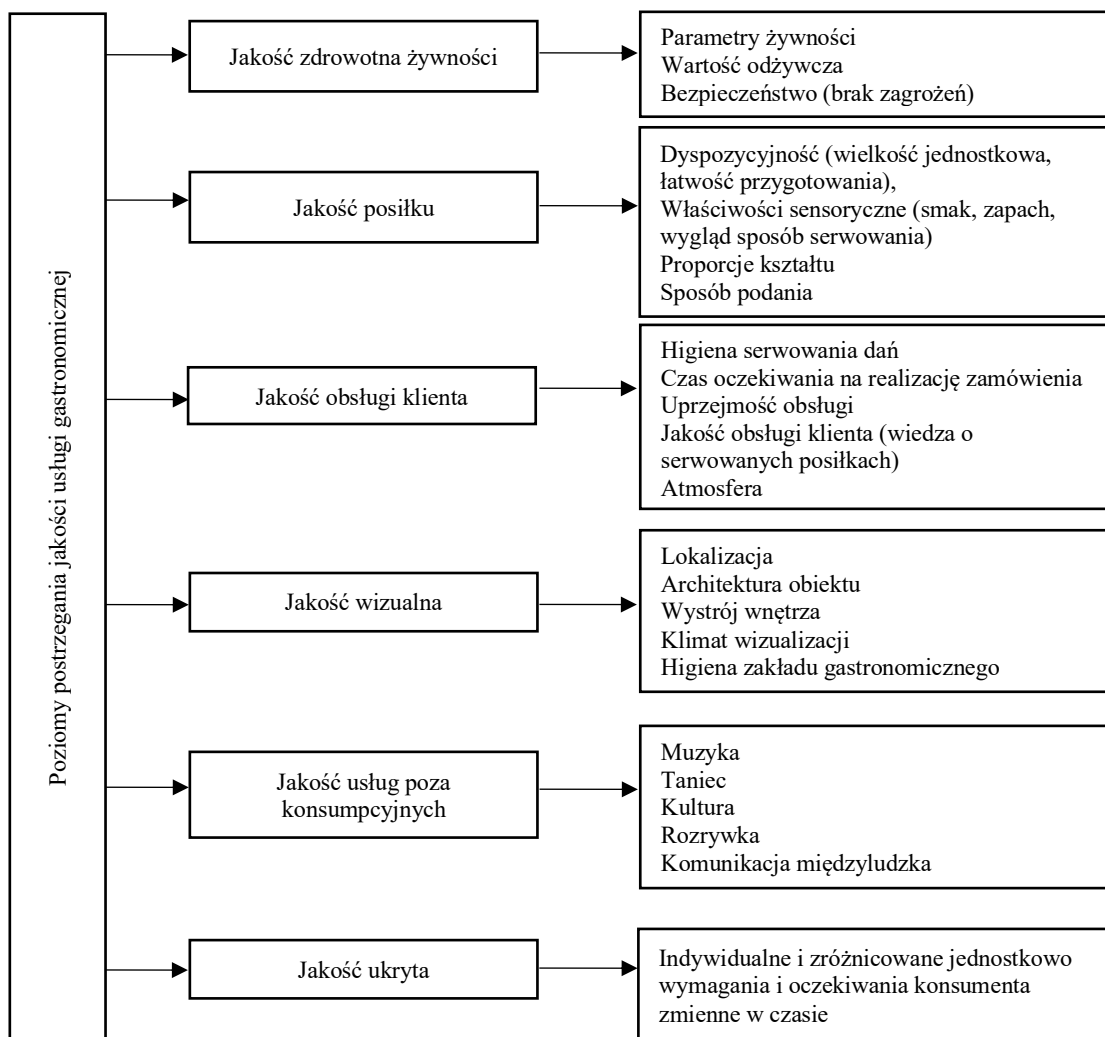 Poziomy postrzegania jakości usługi gastronomicznej
Jakość zdrowotna żywności
Parametry żywności
Wartość odżywcza
Bezpieczeństwo (brak zagrożeń)
Jakość posiłku
Dyspozycyjność (wielkość jednostkowa,
łatwość przygotowania),
Właściwości sensoryczne (smak, zapach,
wygląd sposób serwowania)
Proporcje kształtu
Sposób podania
Jakość obsługi klienta
Higiena serwowania dań
Czas oczekiwania na realizację zamówienia
Uprzejmość obsługi
Jakość obsługi klienta (wiedza o
serwowanych posiłkach)
Atmosfera
Jakość wizualna
Lokalizacja
Architektura obiektu
Wystrój wnętrza
Klimat wizualizacji
Higiena zakładu gastronomicznego
Jakość usług poza
konsumpcyjnych
Muzyka
Taniec
Kultura
Rozrywka
Komunikacja międzyludzka
Jakość ukryta
Indywidualne i zróżnicowane jednostkowo
wymagania i oczekiwania konsumenta
zmienne w czasie